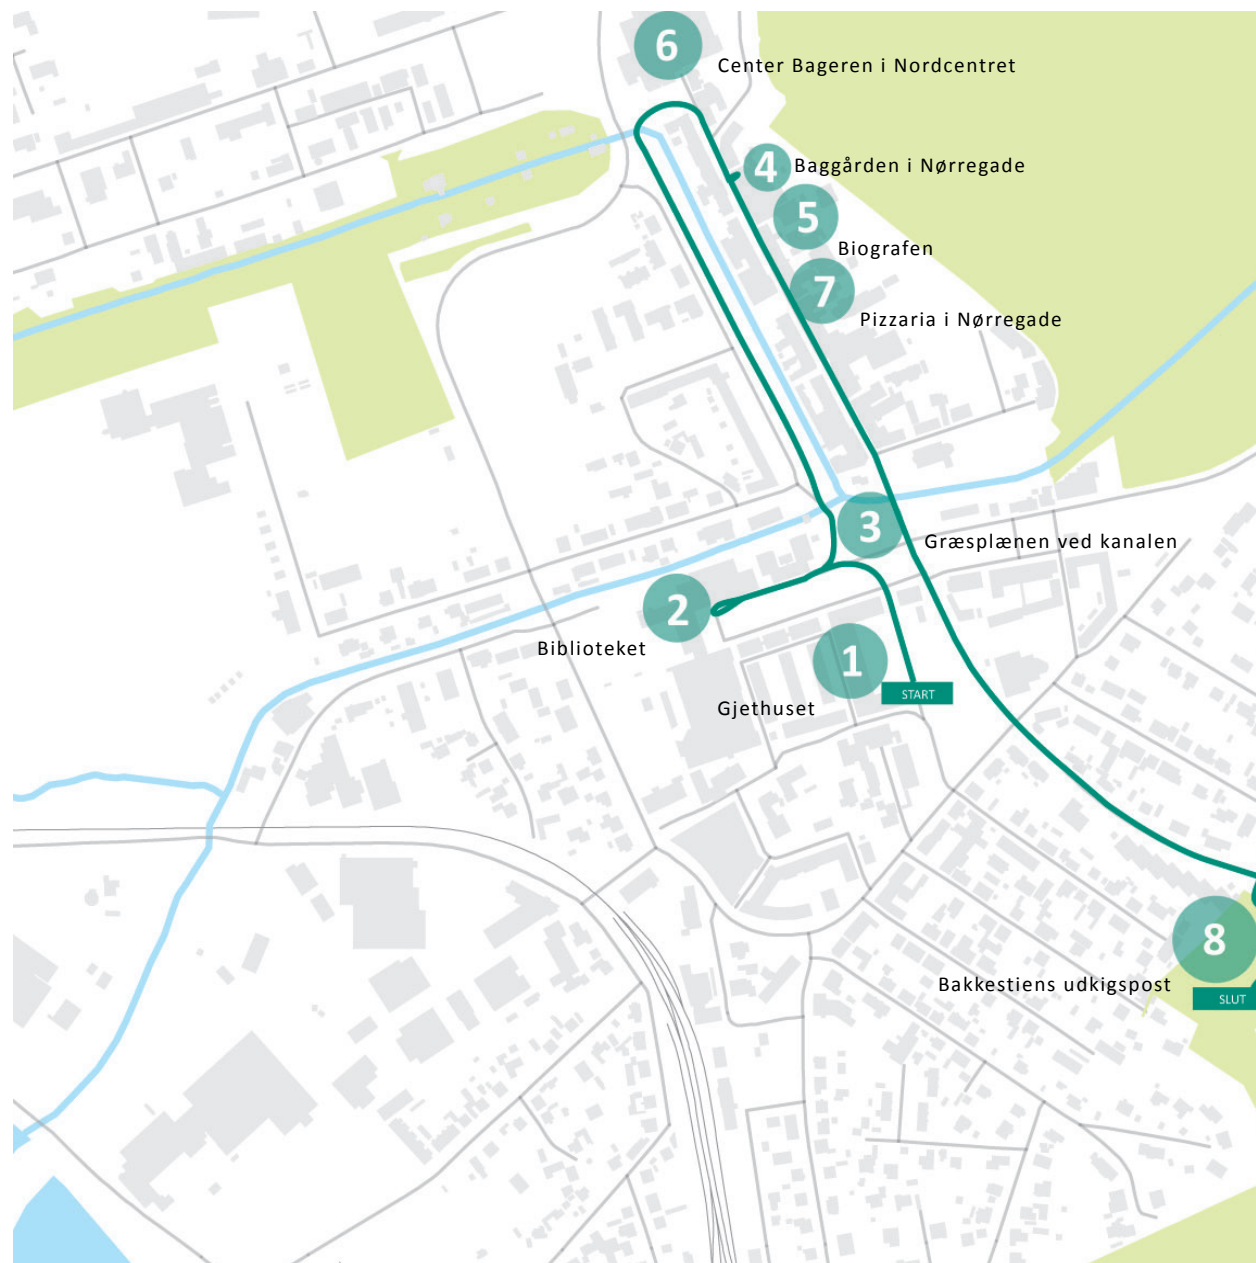 6
Center Bageren i Nordcentret
4
Baggården i Nørregade
5
Biografen
7
Pizzaria i Nørregade
3
Græsplænen ved kanalen
2
Biblioteket
1
START
Gjethuset
8
Bakkestiens udkigspost
SLUT